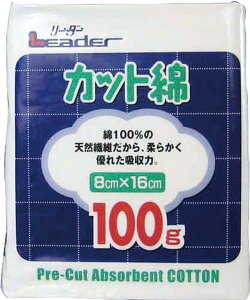 リーダー
Leader
カット綿
綿100%の
天然繊維だから、柔らかく
優れた吸収力。
8cm×16cm
100g
Pre-Cut Absorbent COTTON